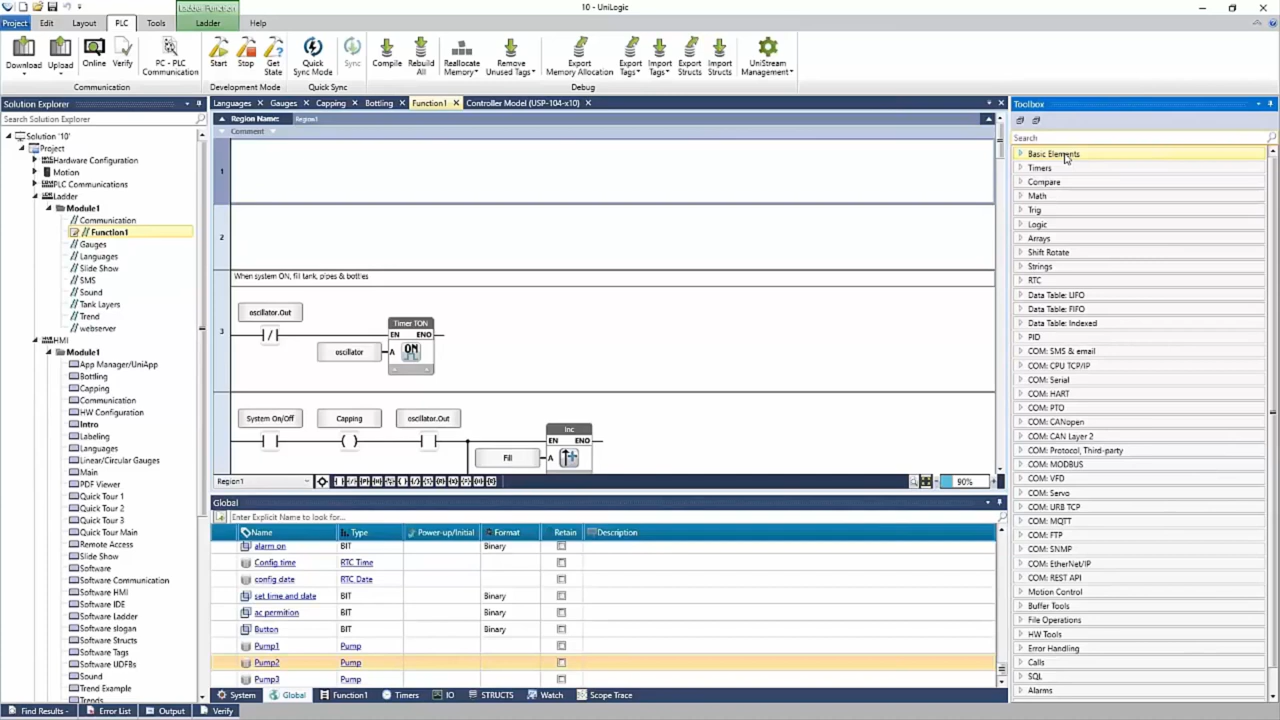 10 - UniLogic
Ladder Function
Project Edit Layout PLC Tools Ladder Help
Download Upload Online Verify PC - PLC Communication Start Stop Get State Quick Sync Mode Sync Compile Rebuild All Reallocate Memory Remove Unused Tags Export Memory Allocation Export Tags Import Tags Export Structs Import Structs UniStream Management
Communication Development Mode Quick Sync Debug
Solution Explorer
Search Solution Explorer
Solution '10'
Project
Hardware Configuration
Motion
PLC Communications
Ladder
Module1
Communication
Function1
Gauges
Languages
Slide Show
SMS
Sound
Tank Layers
Trend
webserver
HMI
Module1
App Manager/UniApp
Bottling
Capping
Communication
HW Configuration
Intro
Labeling
Languages
Linear/Circular Gauges
Main
PDF Viewer
Quick Tour 1
Quick Tour 2
Quick Tour 3
Quick Tour Main
Remote Access
Slide Show
Software
Software Communication
Software HMI
Software IDE
Software Ladder
Software slogan
Software Structs
Software Tags
Software UDFBs
Sound
Trend Example
Trends
Languages Gauges Capping Bottling Function1 Controller Model (USP-104-x10)
Region Name: Region1
Comment
1
2
When system ON, fill tank, pipes & bottles
3
oscillator.Out
Timer TON
EN ENO
oscillator A ON
System On/Off Capping oscillator.Out
Inc
EN ENO
Fill A
Region1 90%
Global
Enter Explicit Name to look for...
Name Type Power-up/Initial Format Retain Description
alarm on BIT Binary
Config time RTC Time
config date RTC Date
set time and date BIT Binary
ac permition BIT Binary
Button BIT Binary
Pump1 Pump
Pump2 Pump
Pump3 Pump
System Global Function1 Timers IO STRUCTS Watch Scope Trace
Toolbox
Search
Basic Elements
Timers
Compare
Math
Trig
Logic
Arrays
Shift Rotate
Strings
RTC
Data Table: LIFO
Data Table: FIFO
Data Table: Indexed
PID
COM: SMS & email
COM: CPU TCP/IP
COM: Serial
COM: HART
COM: PTO
COM: CANopen
COM: CAN Layer 2
COM: Protocol, Third-party
COM: MODBUS
COM: VFD
COM: Servo
COM: URB TCP
COM: MQTT
COM: FTP
COM: SNMP
COM: EtherNet/IP
COM: REST API
Motion Control
Buffer Tools
File Operations
HW Tools
Error Handling
Calls
SQL
Alarms
Find Results - Error List Output Verify